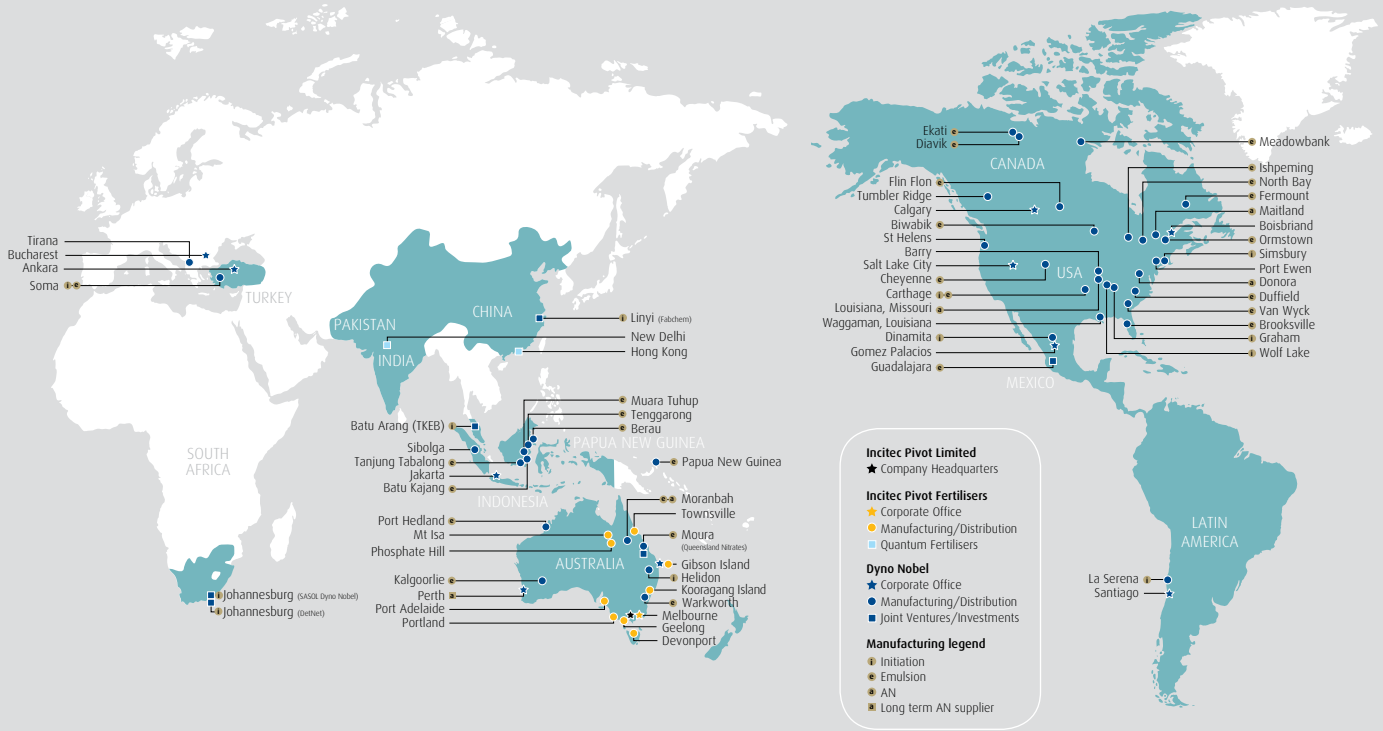 Tirana
Bucharest
Ankara
Soma i e
TURKEY
PAKISTAN
INDIA
CHINA
i Linyi (Fabchem)
New Delhi
Hong Kong
e Muara Tuhup
e Tenggarong
e Berau
PAPUA NEW GUINEA
e Papua New Guinea
Batu Arang (TKEB) i
Sibolga
Tanjung Tabalong e
Jakarta
Batu Kajang e
INDONESIA
SOUTH
AFRICA
i Johannesburg (SASOL Dyno Nobel)
i Johannesburg (DetNet)
Port Hedland e
Mt Isa
Phosphate Hill
Kalgoorlie e
Perth a
Port Adelaide
Portland
AUSTRALIA
e a Moranbah
Townsville
e Moura
(Queensland Nitrates)
Gibson Island
i Helidon
Kooragang Island
e Warkworth
Melbourne
Geelong
Devonport
Ekati e
Diavik e
CANADA
Flin Flon e
Tumbler Ridge
Calgary
Biwabik e
St Helens
Barry
Salt Lake City
Cheyenne e
Carthage i e
Louisiana, Missouri a
Waggaman, Louisiana
Dinamita i
Gomez Palacios
Guadalajara e
USA
MEXICO
e Meadowbank
e Ishpeming
e North Bay
e Fermount
a Maitland
Boisbriand
e Ormstown
i Simsbury
Port Ewen
a Donora
e Duffield
e Van Wyck
e Brooksville
i Graham
i Wolf Lake
LATIN
AMERICA
La Serena i
Santiago
Incitec Pivot Limited
Company Headquarters
Incitec Pivot Fertilisers
Corporate Office
Manufacturing/Distribution
Quantum Fertilisers
Dyno Nobel
Corporate Office
Manufacturing/Distribution
Joint Ventures/Investments
Manufacturing legend
i Initiation
e Emulsion
a AN
a Long term AN supplier